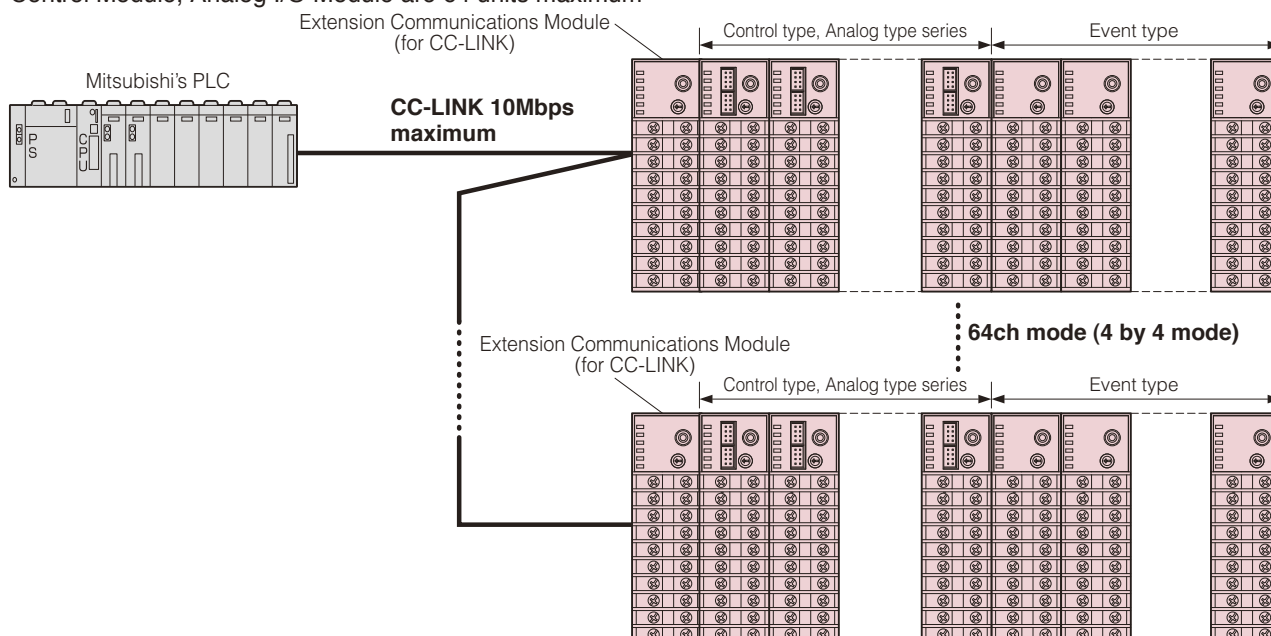 Control Module, Analog I/O Module are 64 units maximum
Extension Communications Module
(for CC-LINK)
Control type, Analog type series
Event type
Mitsubishi's PLC
CC-LINK 10Mbps
maximum
P
S
C
P
U
64ch mode (4 by 4 mode)
Extension Communications Module
(for CC-LINK)
Control type, Analog type series
Event type